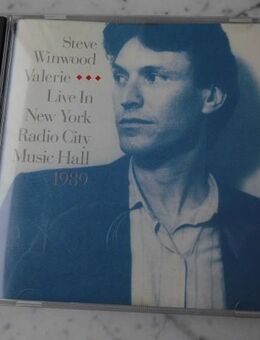 Steve
Winwood
Valerie
Live In
New York
Radio City
Music Hall
1989